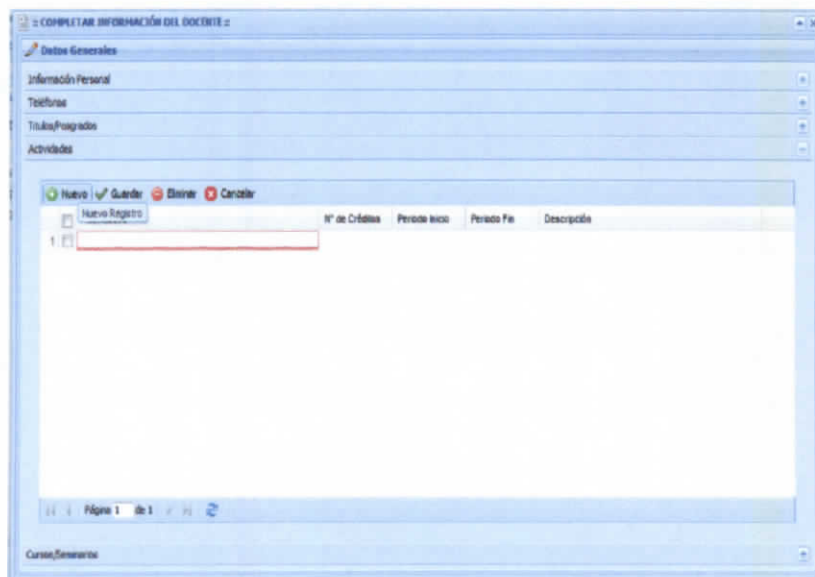 :: COMPLETAR INFORMACIÓN DEL DOCENTE ::
Datos Generales
Información Personal
Teléfonos
Titulos/Posgrados
Actividades
Nuevo Guardar Eliminar Cancelar
Nuevo Registro N° de Créditos Periodo Inicio Periodo Fin Descripción
1
Página 1 de 1
Cursos/Seminarios